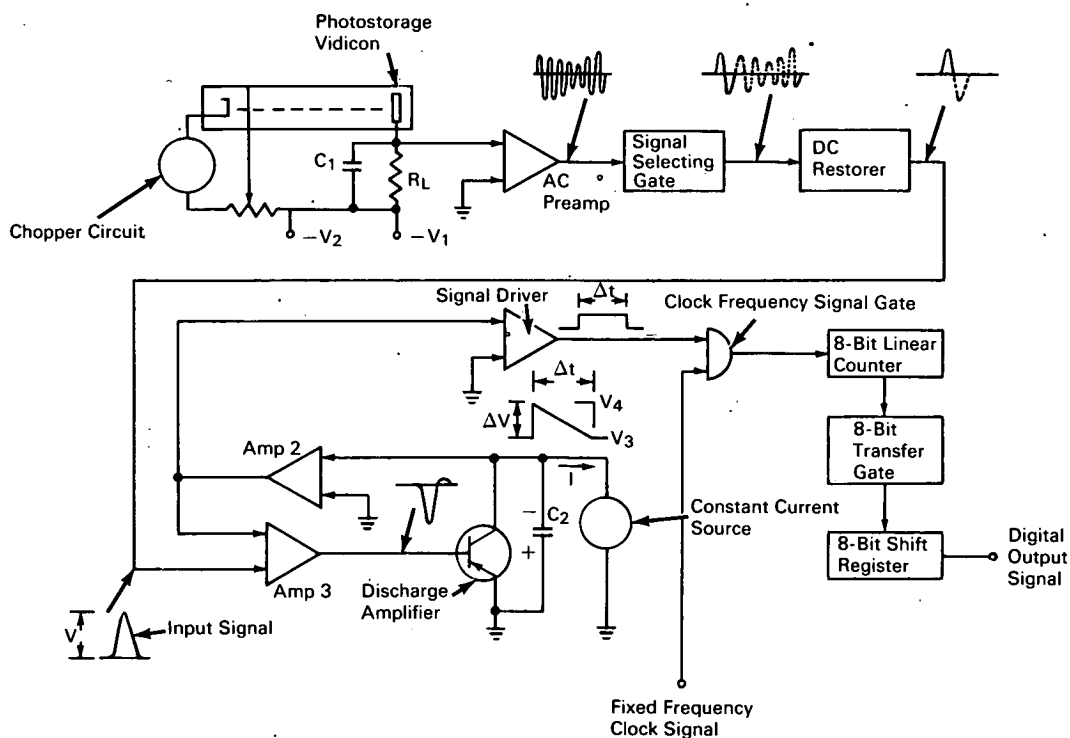 Photostorage
Vidicon
C1
RL
AC
Preamp
Signal
Selecting
Gate
DC
Restorer
Chopper Circuit
−V2
−V1
Signal Driver
Δt
Clock Frequency Signal Gate
8-Bit Linear
Counter
Δt
ΔV
V4
V3
8-Bit
Transfer
Gate
Amp 2
I
− C2
+
Constant Current
Source
8-Bit Shift
Register
Digital
Output
Signal
Amp 3
Discharge
Amplifier
V
Input Signal
Fixed Frequency
Clock Signal